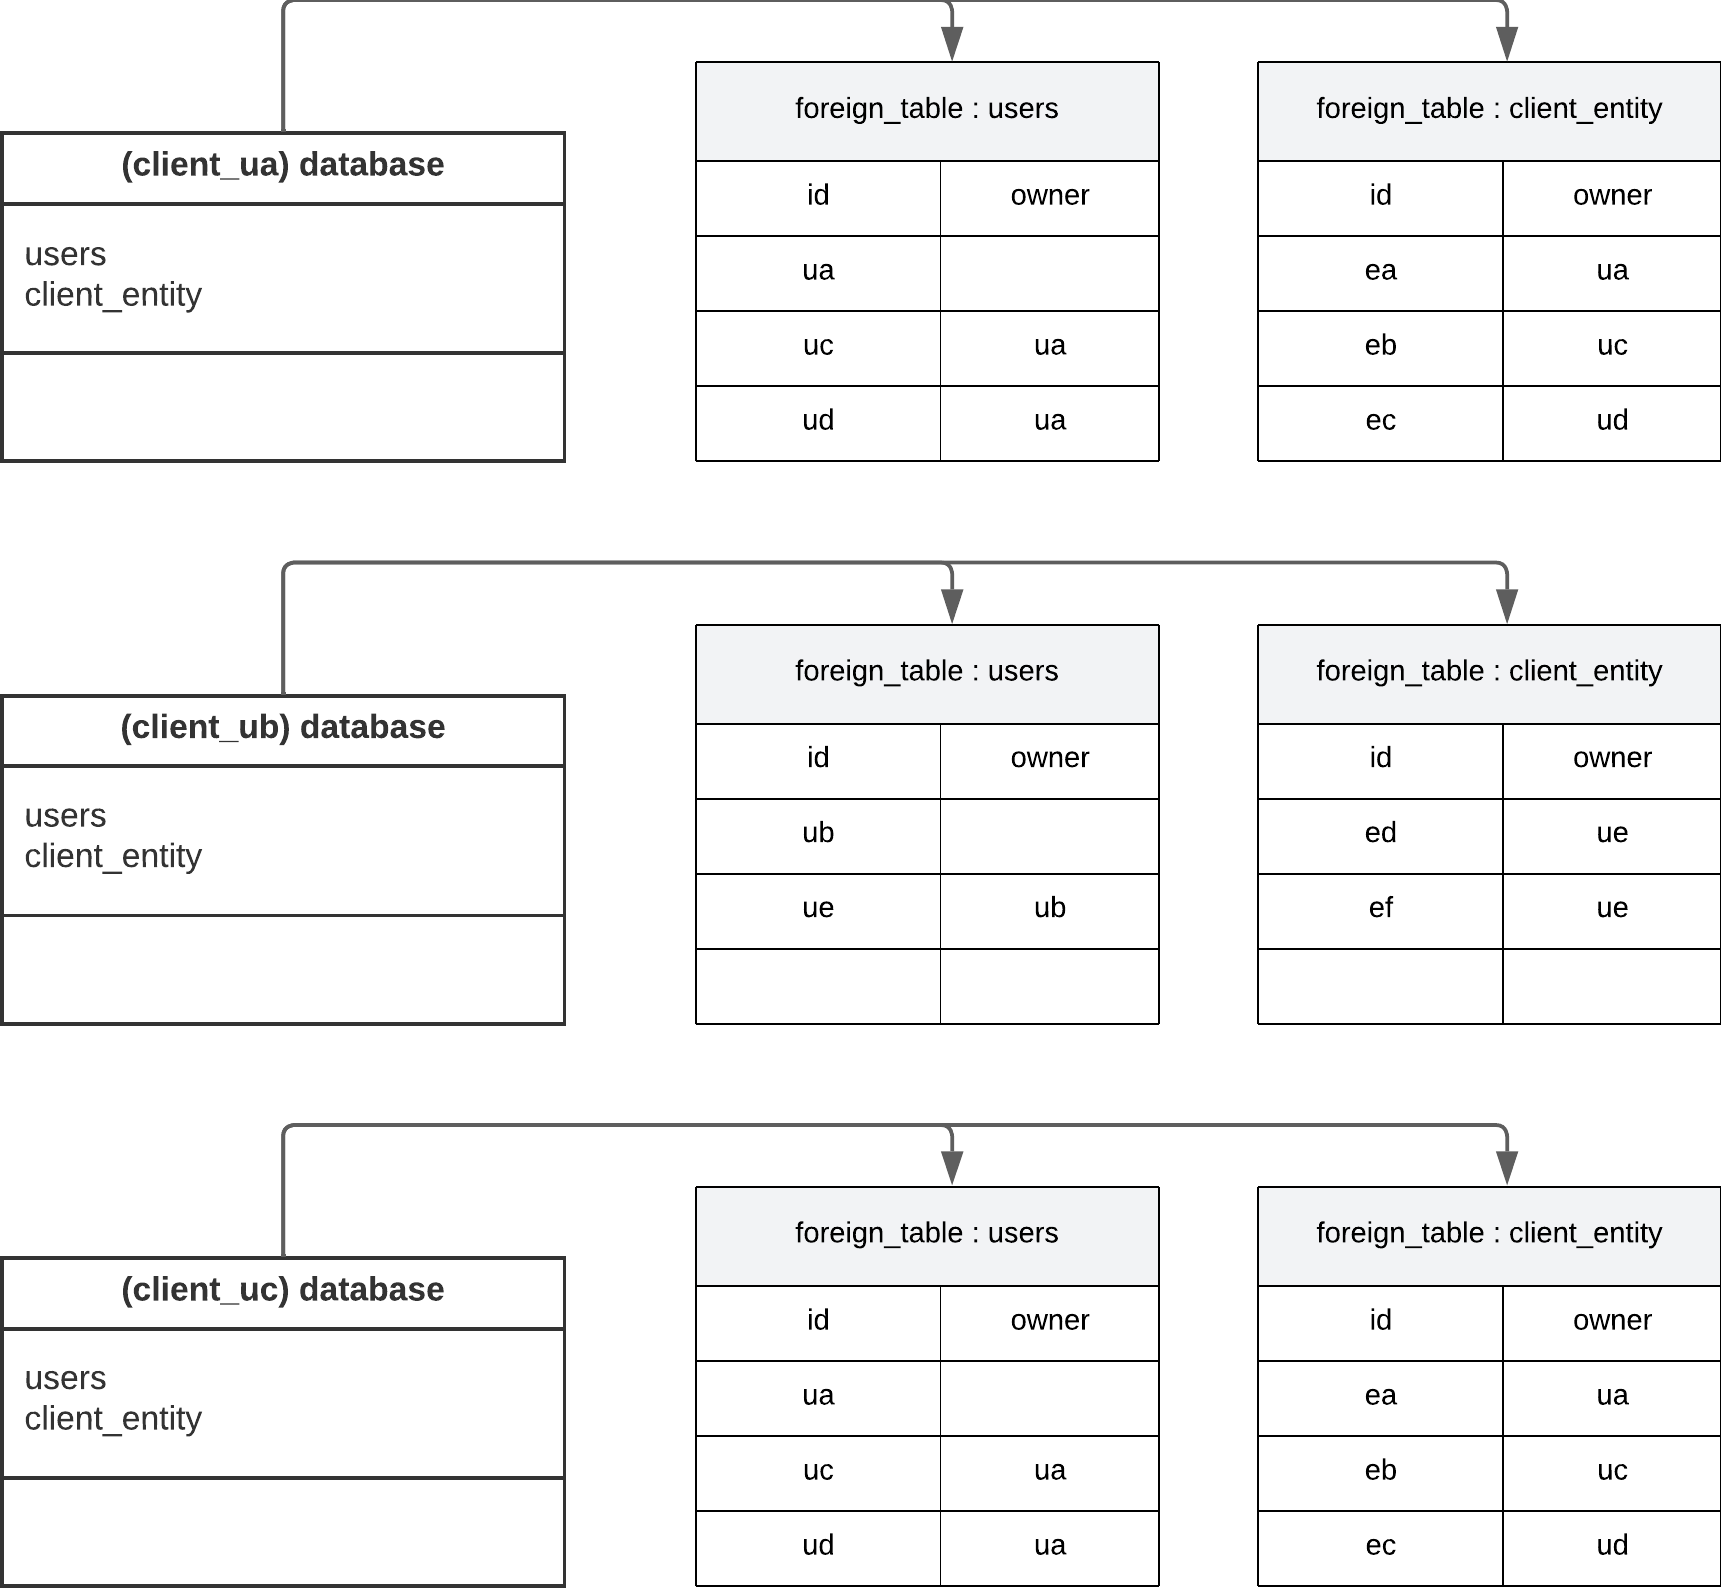 (client_ua) database
users
client_entity
foreign_table : users
id owner
ua
uc ua
ud ua
foreign_table : client_entity
id owner
ea ua
eb uc
ec ud
(client_ub) database
users
client_entity
foreign_table : users
id owner
ub
ue ub
foreign_table : client_entity
id owner
ed ue
ef ue
(client_uc) database
users
client_entity
foreign_table : users
id owner
ua
uc ua
ud ua
foreign_table : client_entity
id owner
ea ua
eb uc
ec ud